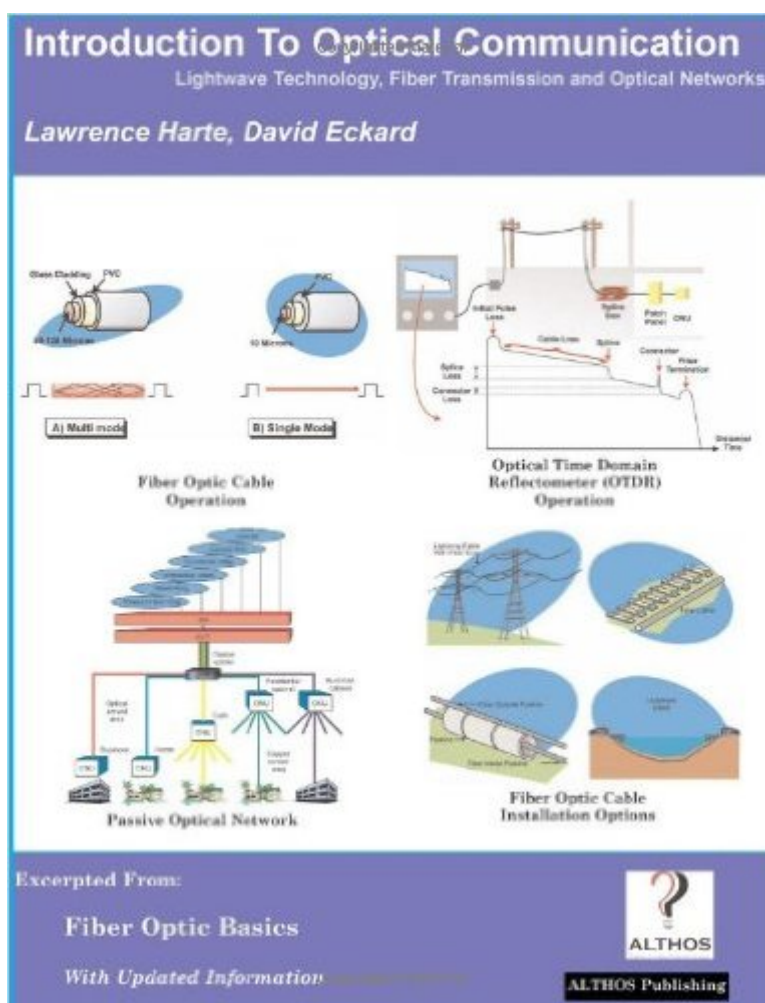 Introduction To Optical Communication
Lightwave Technology, Fiber Transmission and Optical Networks
Lawrence Harte, David Eckard
Glass Cladding
PVC
A) Multi mode
PVC
10 Microns
B) Single Mode
Fiber Optic Cable
Operation
Initial Pulse
Loss
Cable Loss
Splice
Splice
Loss
Connector
Loss
Connector
Fiber
Termination
Splice
Box
Patch
Panel
ONU
Distance/
Time
Optical Time Domain
Reflectometer (OTDR)
Operation
ONU
ONU
ONU
ONU
ONU
Business
Home
Passive Optical Network
Fiber Optic Cable
Installation Options
Excerpted From:
Fiber Optic Basics
With Updated Information
ALTHOS
ALTHOS Publishing